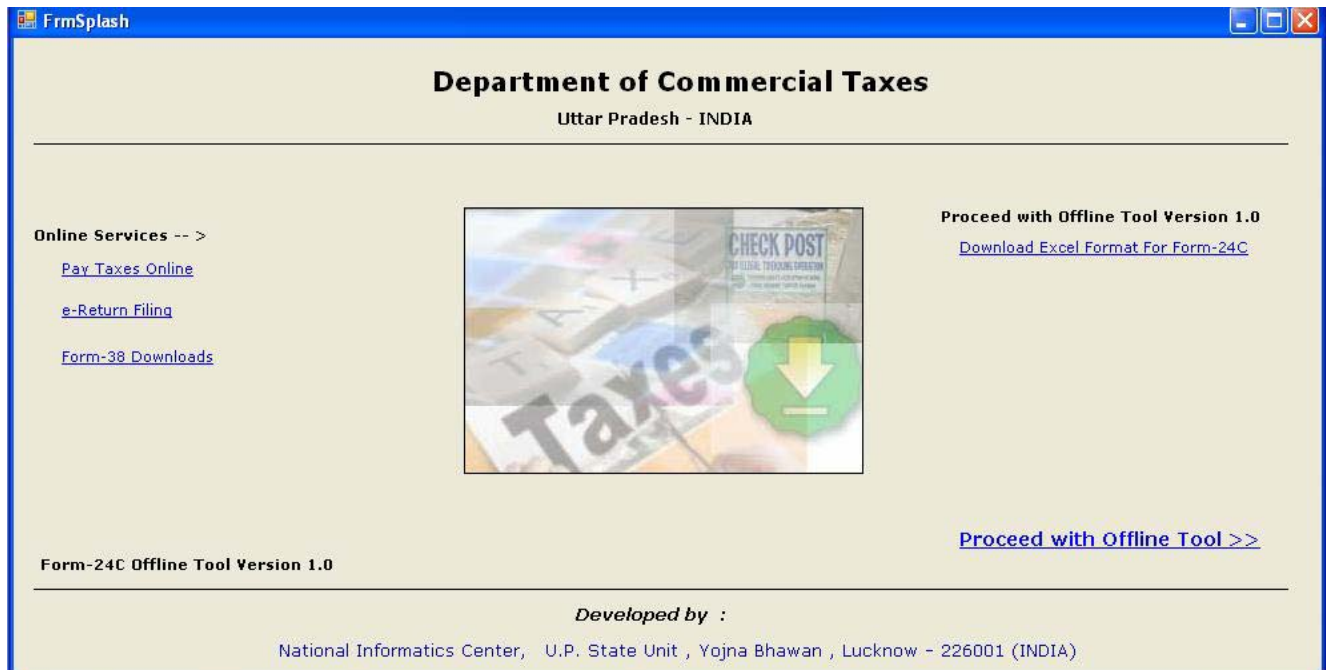 FrmSplash
Department of Commercial Taxes
Uttar Pradesh - INDIA
Online Services -- >
Pay Taxes Online
e-Return Filing
Form-38 Downloads
CHECK POST
TAX
Taxes
Proceed with Offline Tool Version 1.0
Download Excel Format For Form-24C
Proceed with Offline Tool >>
Form-24C Offline Tool Version 1.0
Developed by :
National Informatics Center, U.P. State Unit , Yojna Bhawan , Lucknow - 226001 (INDIA)